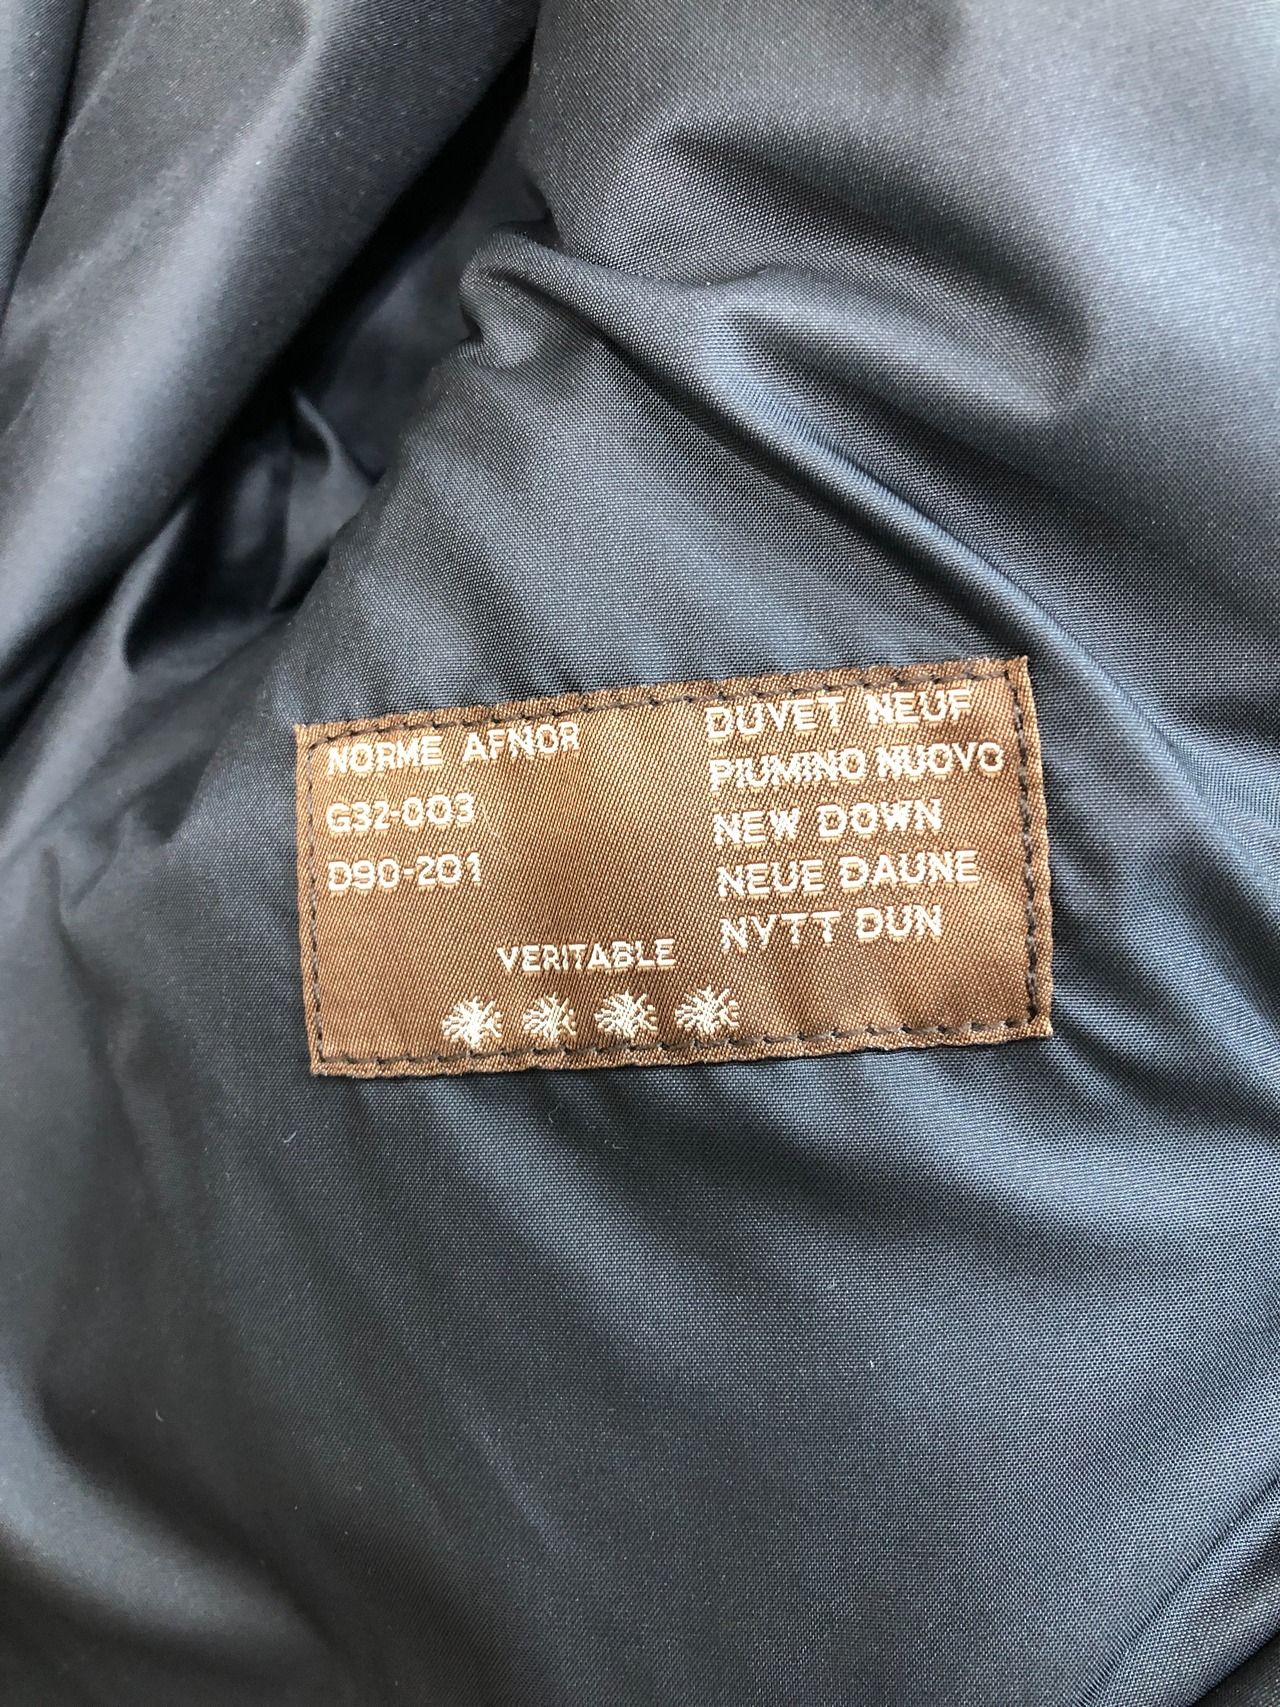 NORME AFNOR
G32-003
D90-201
DUVET NEUF
PIUMINO NUOVO
NEW DOWN
NEUE DAUNE
NYTT DUN
VERITABLE